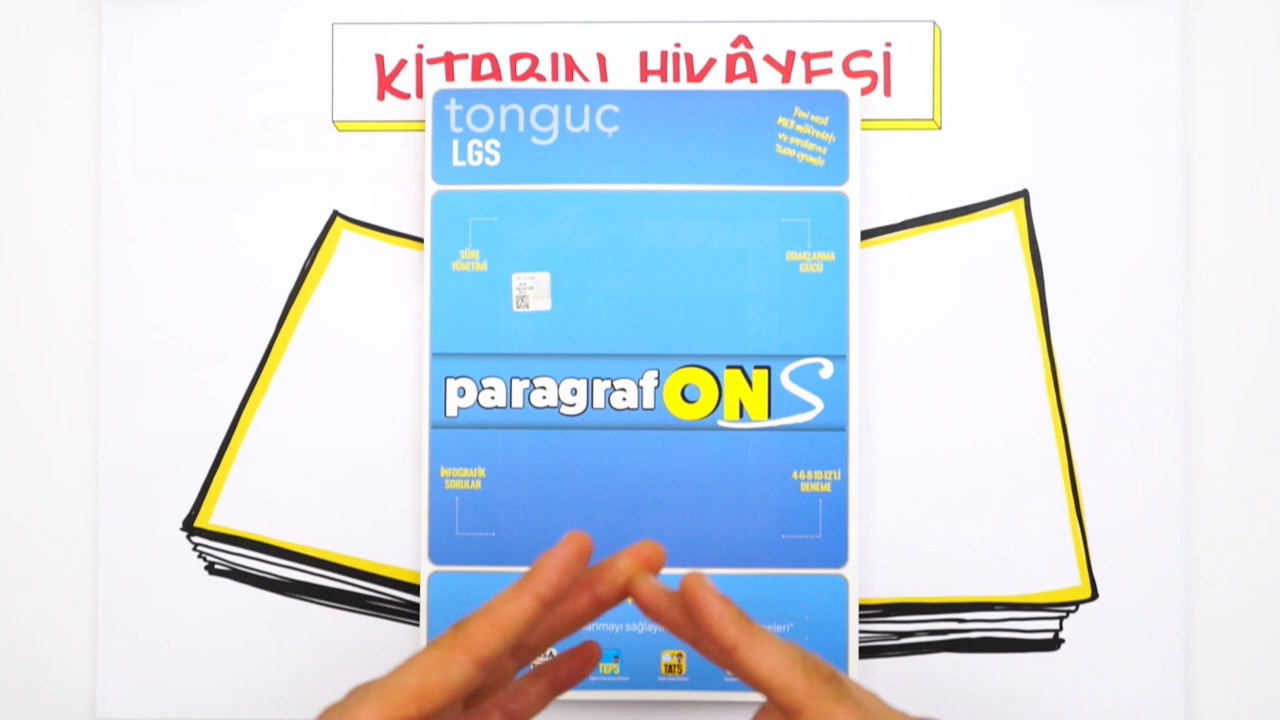 KİTABIN HİKÂYESİ
tonguç
LGS
Yeni nesil
MEB müfredatı
ve sınavlarına
%100 uyumlu
SÜRE
YÖNETİMİ
ODAKLANMA
GÜCÜ
paragrafONS
İNFOGRAFİK
SORULAR
4·6·8·10·12'Lİ
DENEME
TEPS
TATS